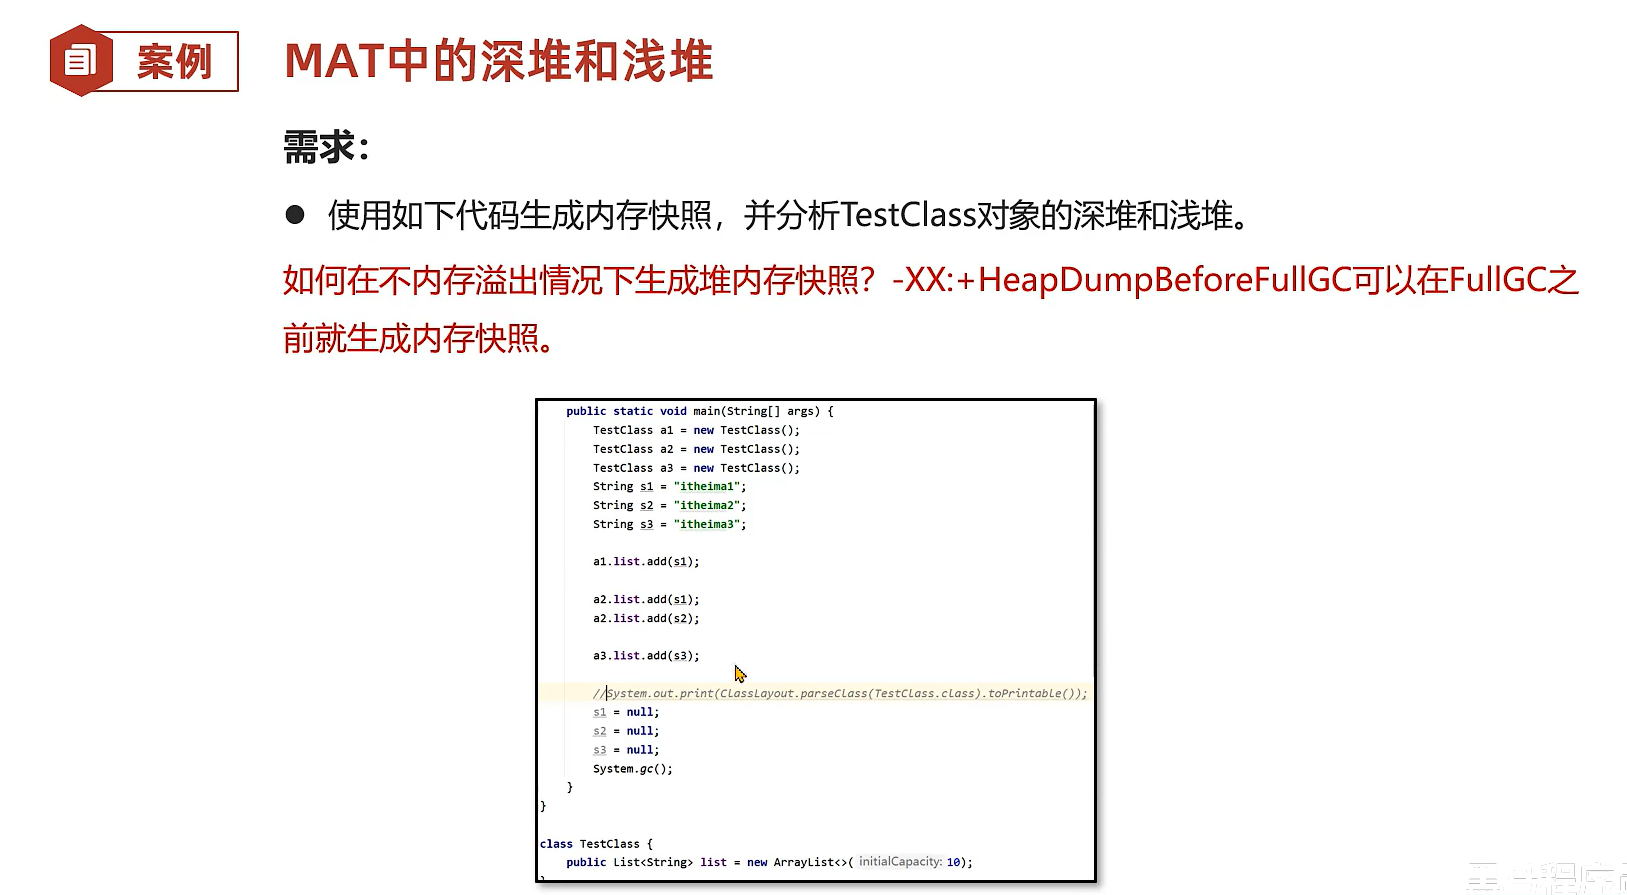 案例
MAT中的深堆和浅堆
需求：
● 使用如下代码生成内存快照，并分析TestClass对象的深堆和浅堆。
如何在不内存溢出情况下生成堆内存快照？-XX:+HeapDumpBeforeFullGC可以在FullGC之
前就生成内存快照。
public static void main(String[] args) {
TestClass a1 = new TestClass();
TestClass a2 = new TestClass();
TestClass a3 = new TestClass();
String s1 = "itheima1";
String s2 = "itheima2";
String s3 = "itheima3";
a1.list.add(s1);
a2.list.add(s1);
a2.list.add(s2);
a3.list.add(s3);
//System.out.print(ClassLayout.parseClass(TestClass.class).toPrintable());
s1 = null;
s2 = null;
s3 = null;
System.gc();
}
}
class TestClass {
public List<String> list = new ArrayList<>( initialCapacity: 10);